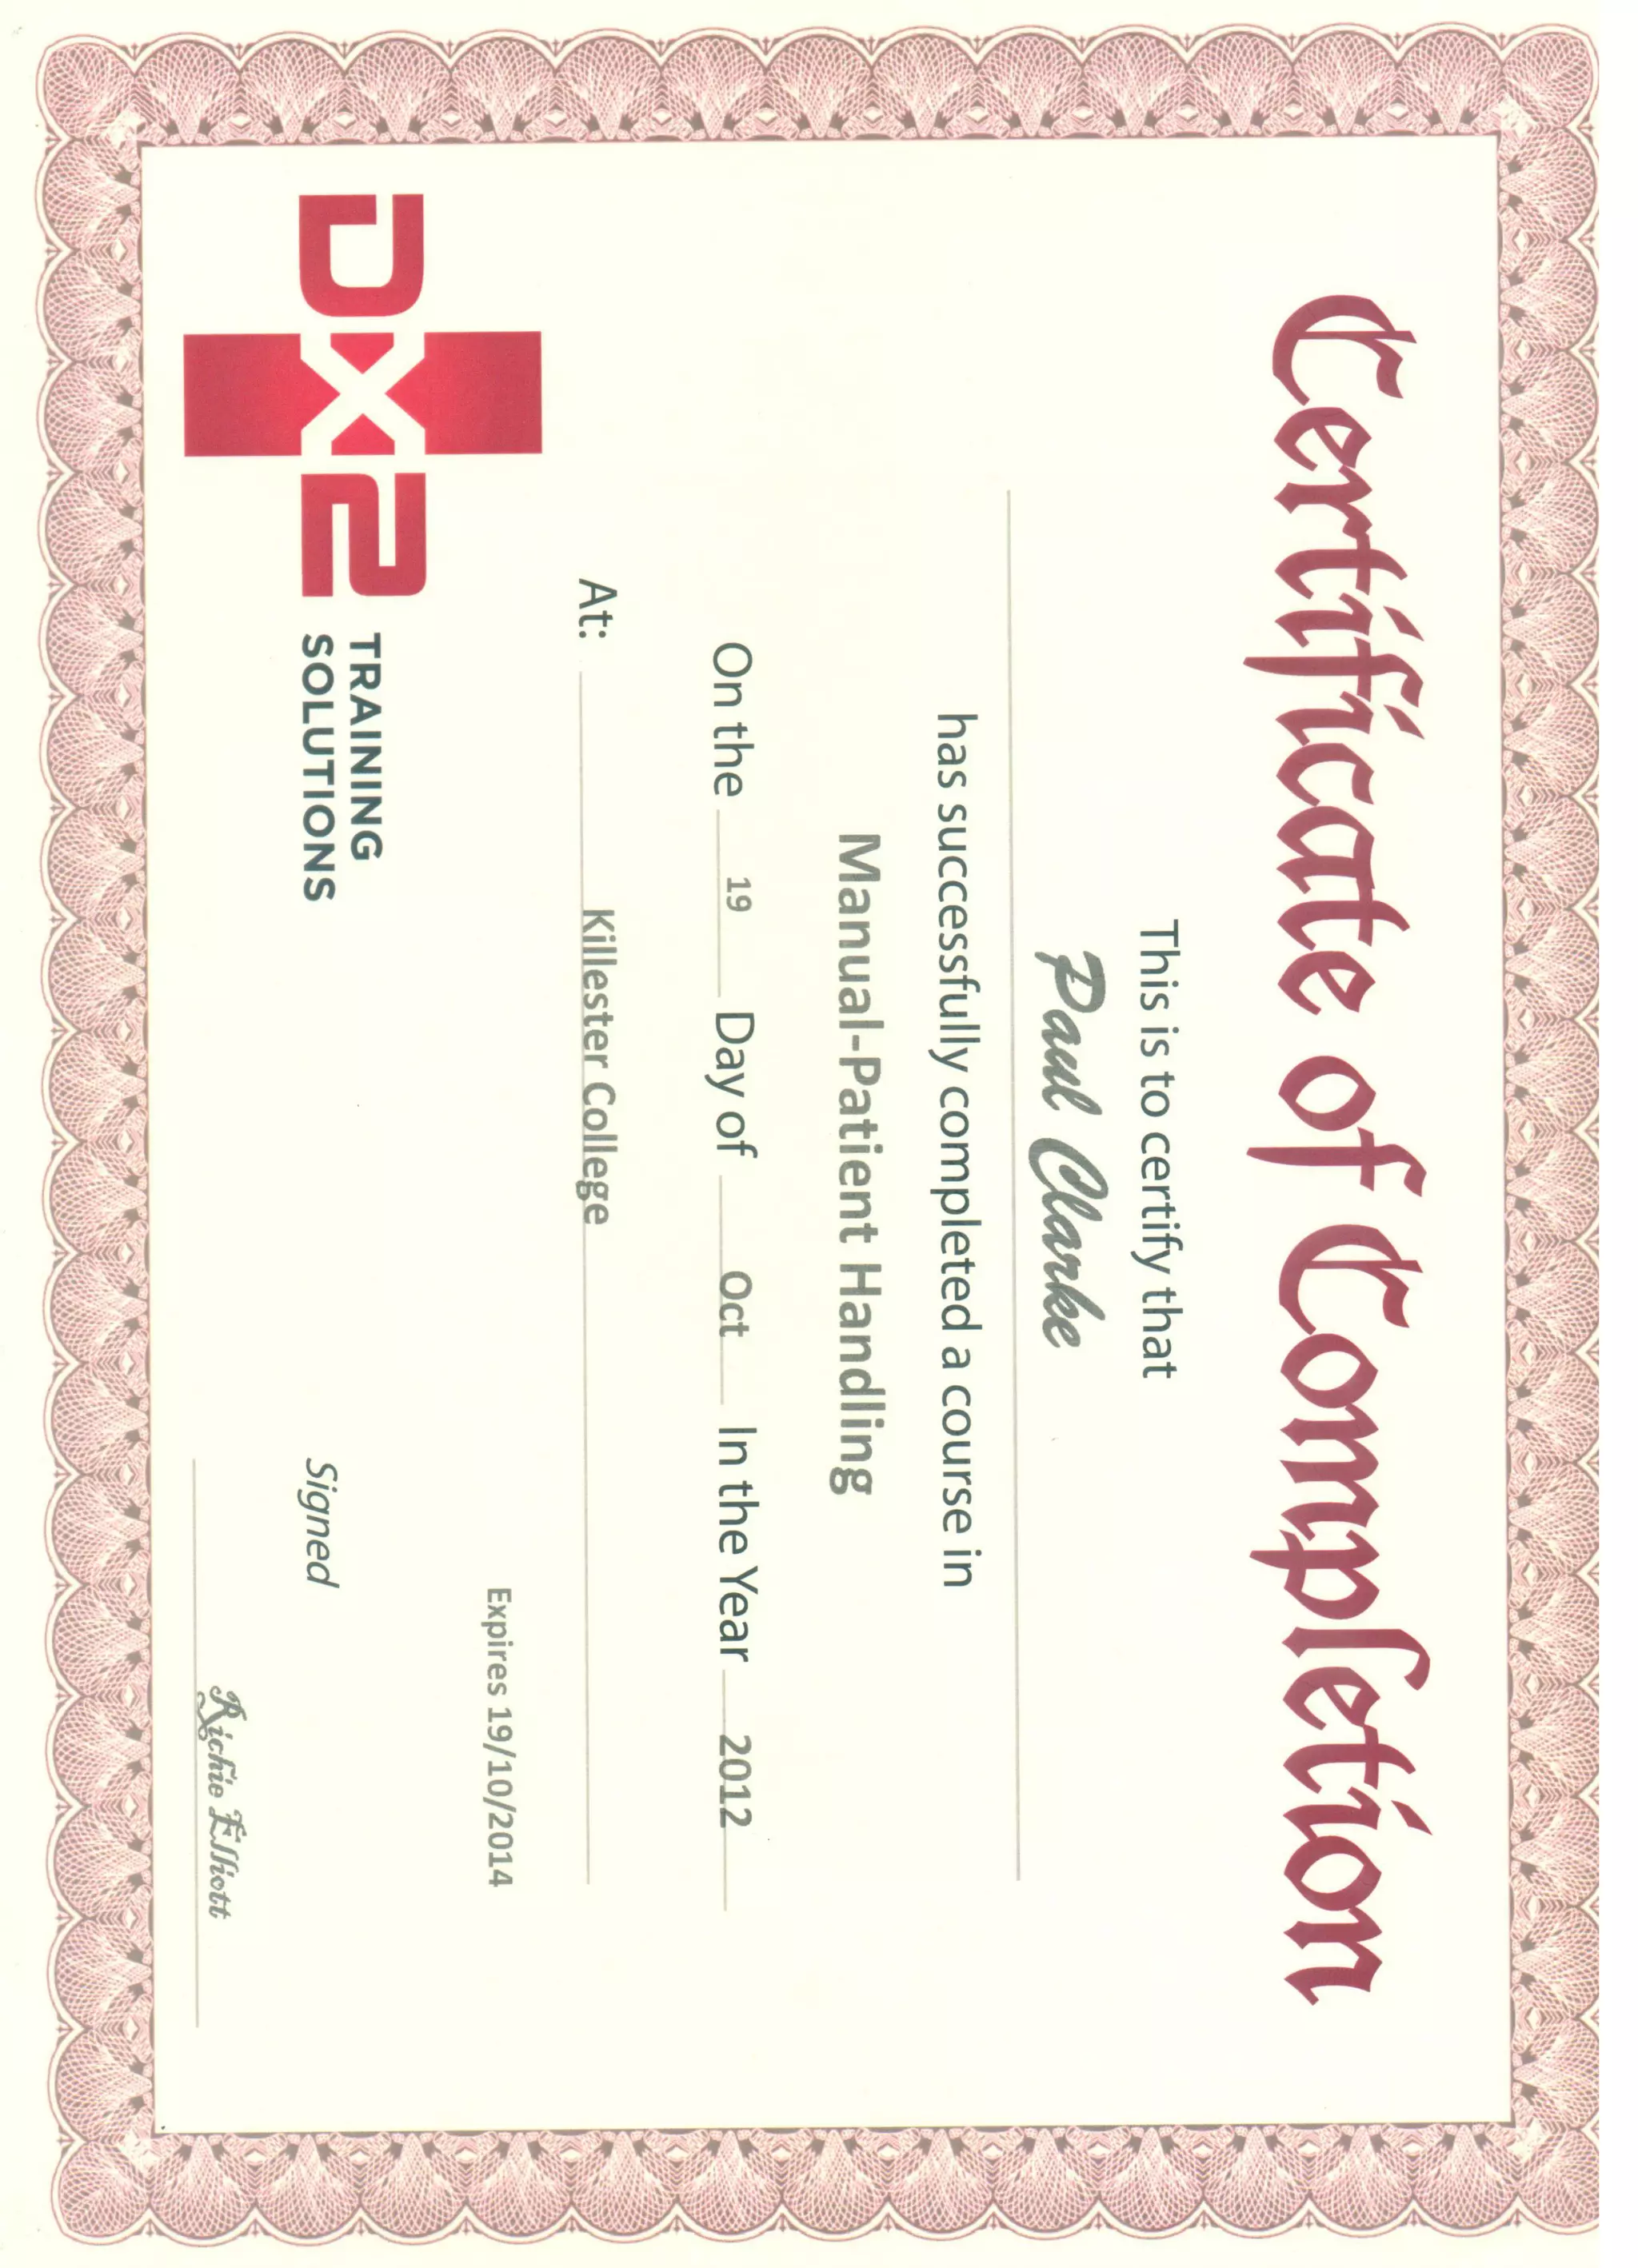 Certificate of Completion
This is to certify that
Paul Clarke
has successfully completed a course in
Manual-Patient Handling
On the 19 Day of Oct In the Year 2012
At: Killester College
Expires 19/10/2014
DX2 TRAINING
SOLUTIONS
Signed
Richie Elliott